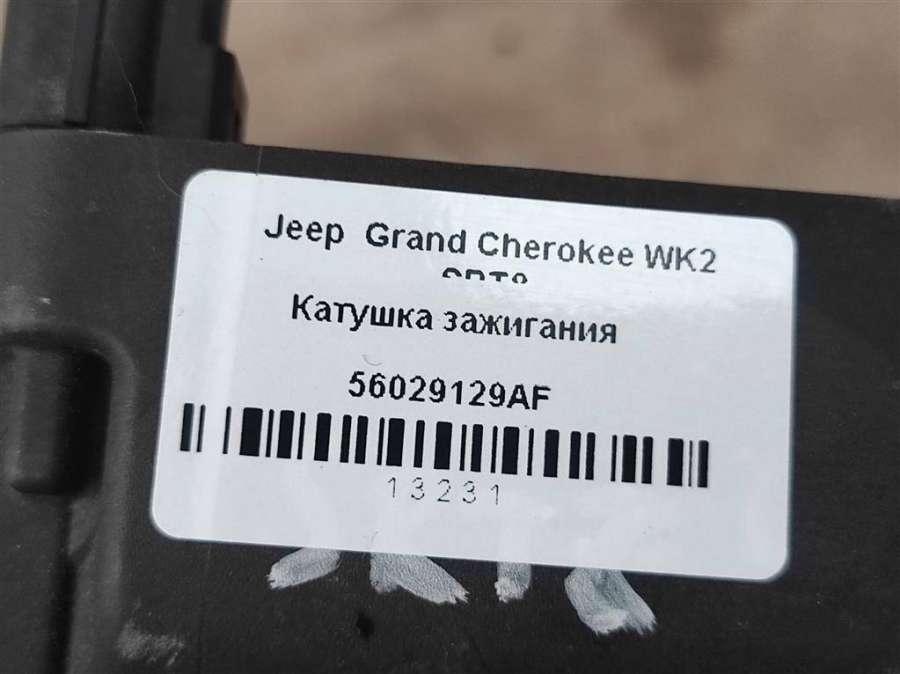 Jeep Grand Cherokee WK2
Катушка зажигания
56029129AF
13231